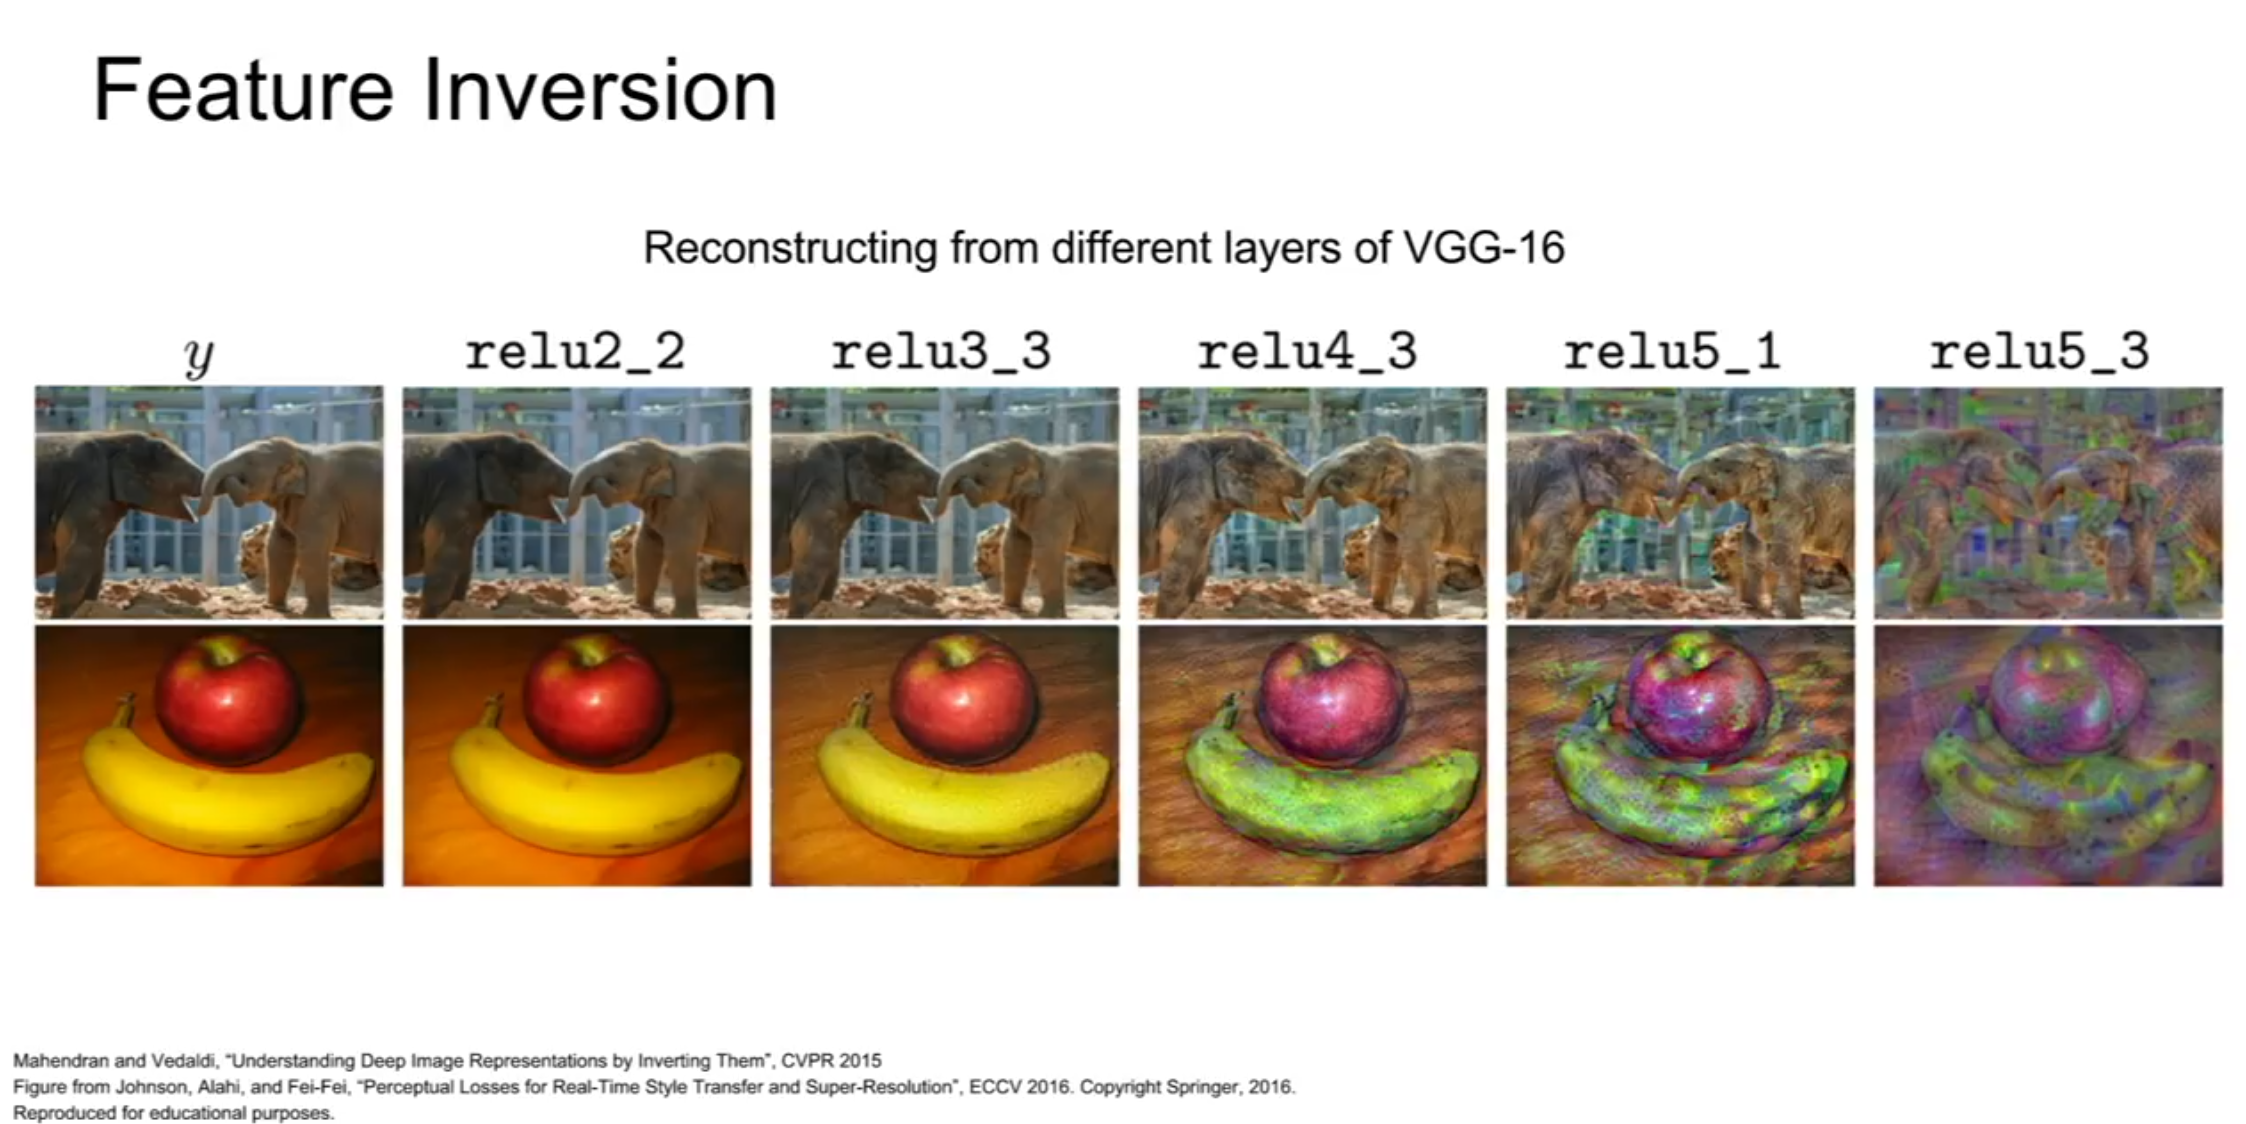 Feature Inversion
Reconstructing from different layers of VGG-16
y relu2_2 relu3_3 relu4_3 relu5_1 relu5_3
Mahendran and Vedaldi, “Understanding Deep Image Representations by Inverting Them”, CVPR 2015
Figure from Johnson, Alahi, and Fei-Fei, “Perceptual Losses for Real-Time Style Transfer and Super-Resolution”, ECCV 2016. Copyright Springer, 2016.
Reproduced for educational purposes.